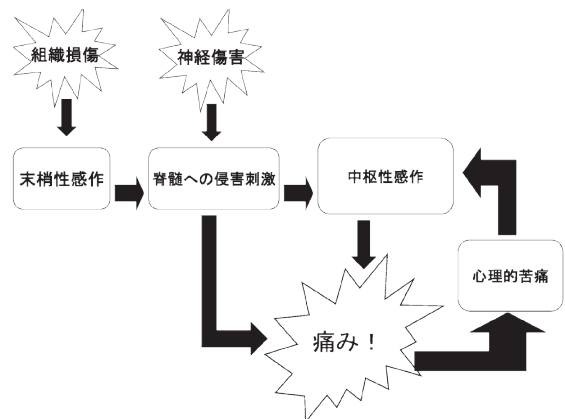 組織損傷
神経傷害
末梢性感作
脊髄への侵害刺激
中枢性感作
心理的苦痛
痛み！